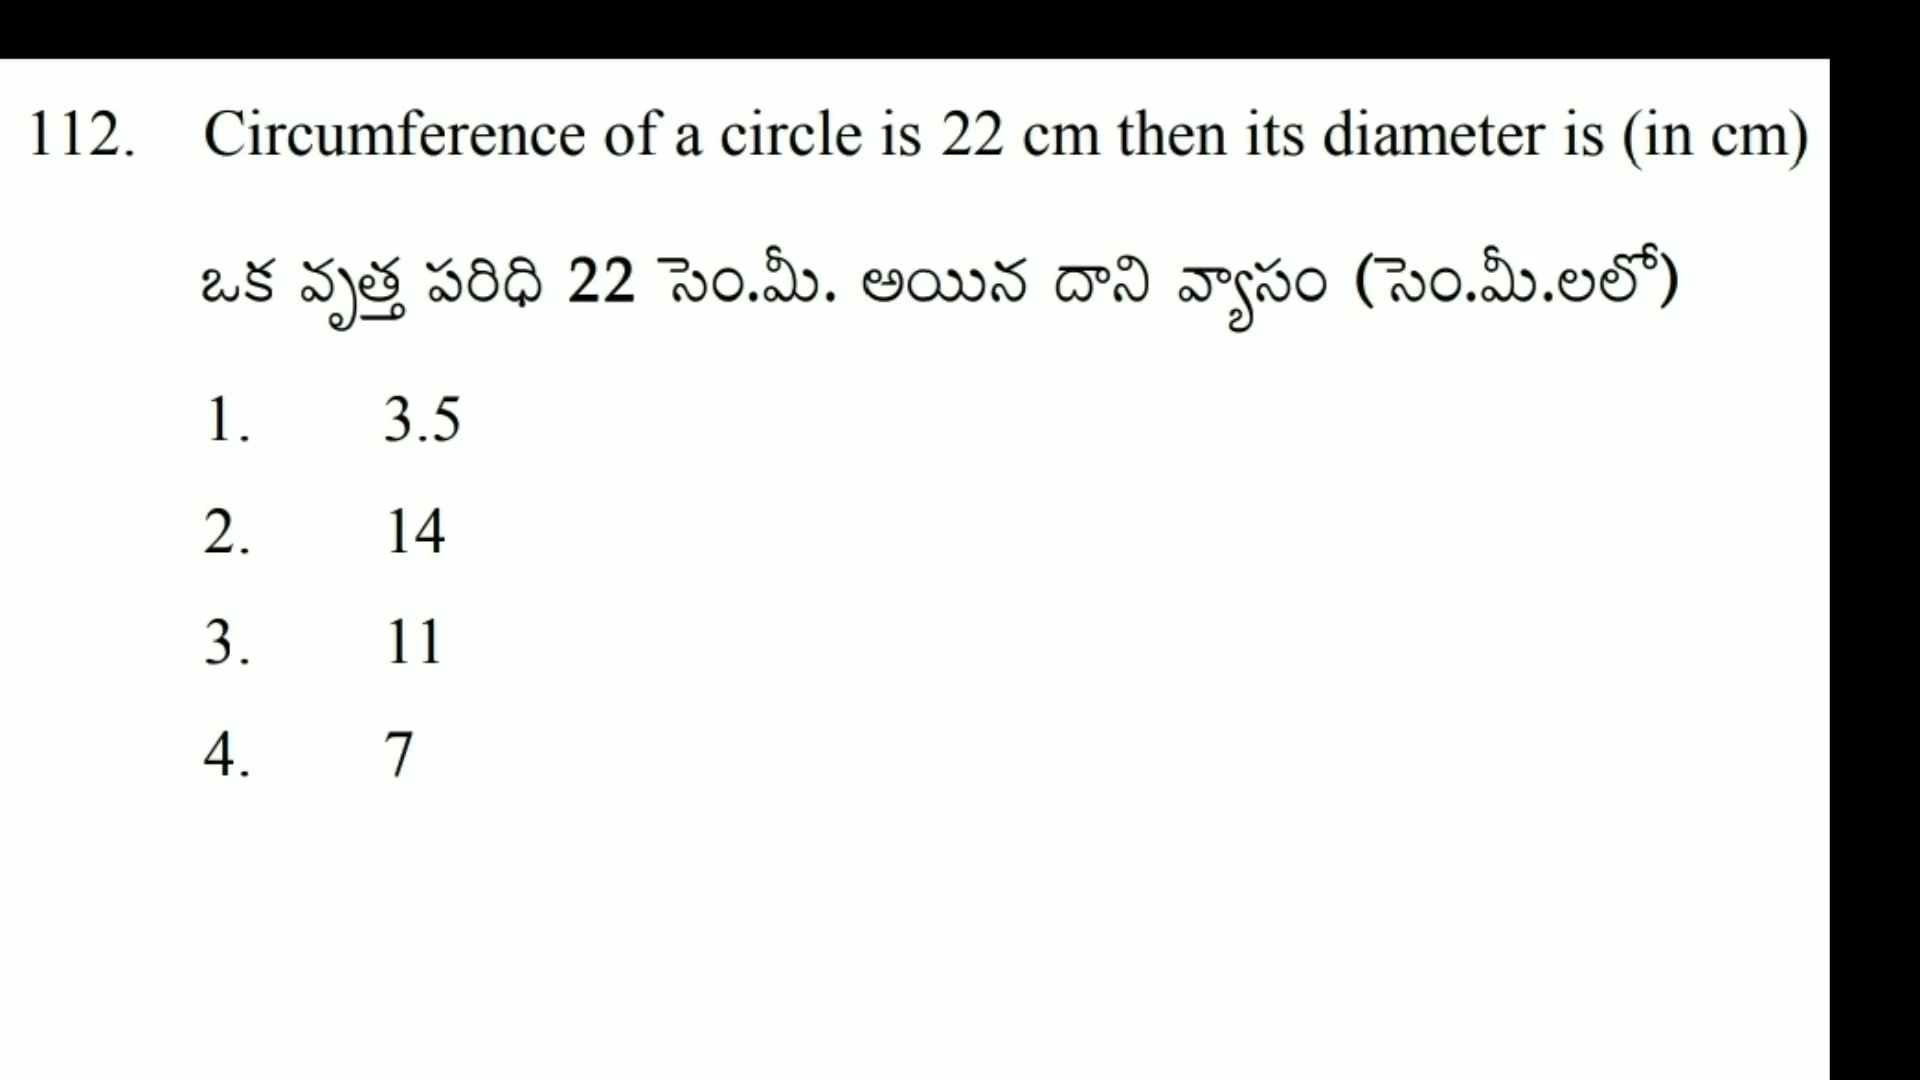 112. Circumference of a circle is 22 cm then its diameter is (in cm)
ఒక వృత్త పరిధి 22 సెం.మీ. అయిన దాని వ్యాసం (సెం.మీ.లలో)
1. 3.5
2. 14
3. 11
4. 7